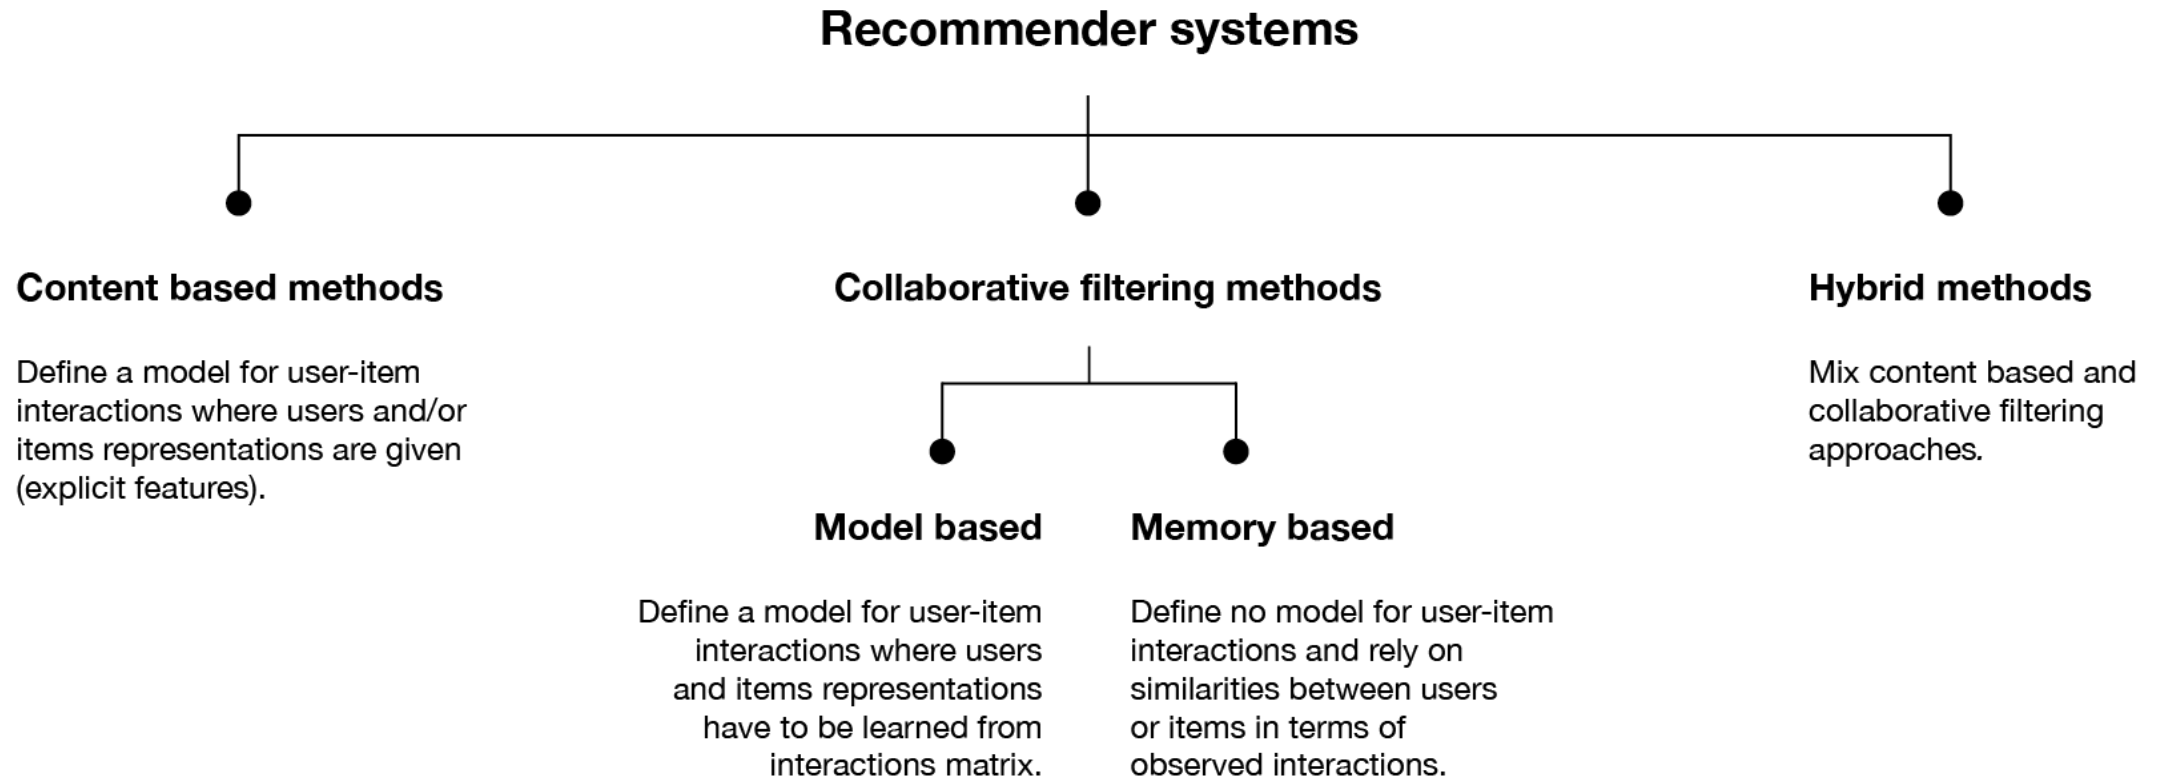 Recommender systems
Content based methods
Define a model for user-item
interactions where users and/or
items representations are given
(explicit features).
Collaborative filtering methods
Model based
Define a model for user-item
interactions where users
and items representations
have to be learned from
interactions matrix.
Memory based
Define no model for user-item
interactions and rely on
similarities between users
or items in terms of
observed interactions.
Hybrid methods
Mix content based and
collaborative filtering
approaches.